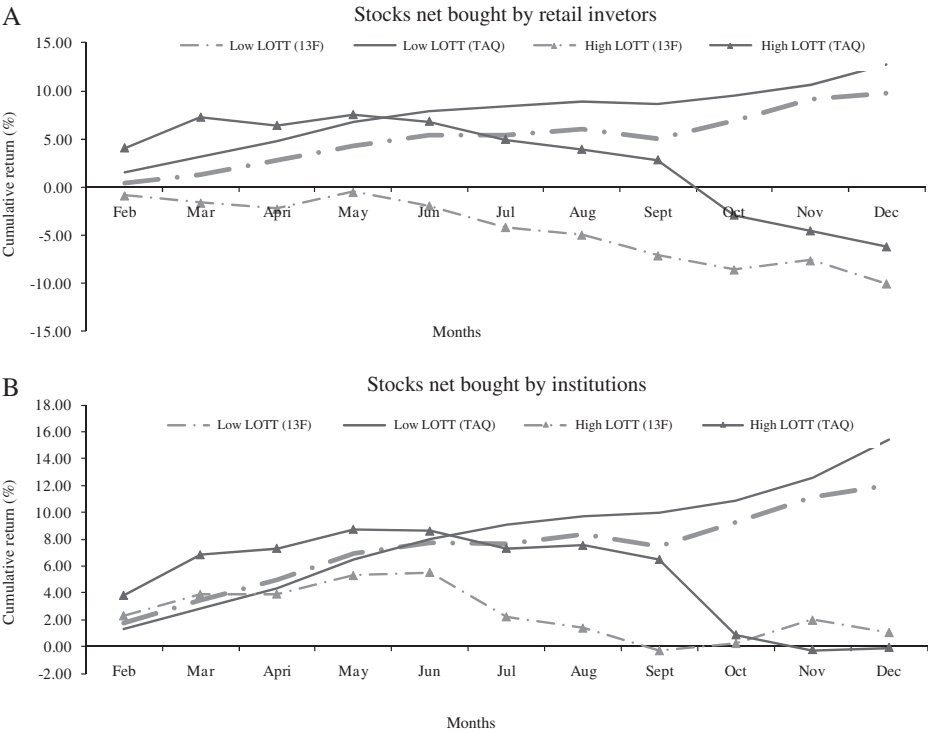 A
Stocks net bought by retail invetors
15.00
Low LOTT (13F) Low LOTT (TAQ) High LOTT (13F) High LOTT (TAQ)
10.00
5.00
0.00
Feb Mar Apri May Jun Jul Aug Sept Oct Nov Dec
-5.00
-10.00
-15.00
Cumulative return (%)
Months
B
Stocks net bought by institutions
18.00
Low LOTT (13F) Low LOTT (TAQ) High LOTT (13F) High LOTT (TAQ)
16.00
14.00
12.00
10.00
8.00
6.00
4.00
2.00
0.00
-2.00
Feb Mar Apri May Jun Jul Aug Sept Oct Nov Dec
Cumulative return (%)
Months